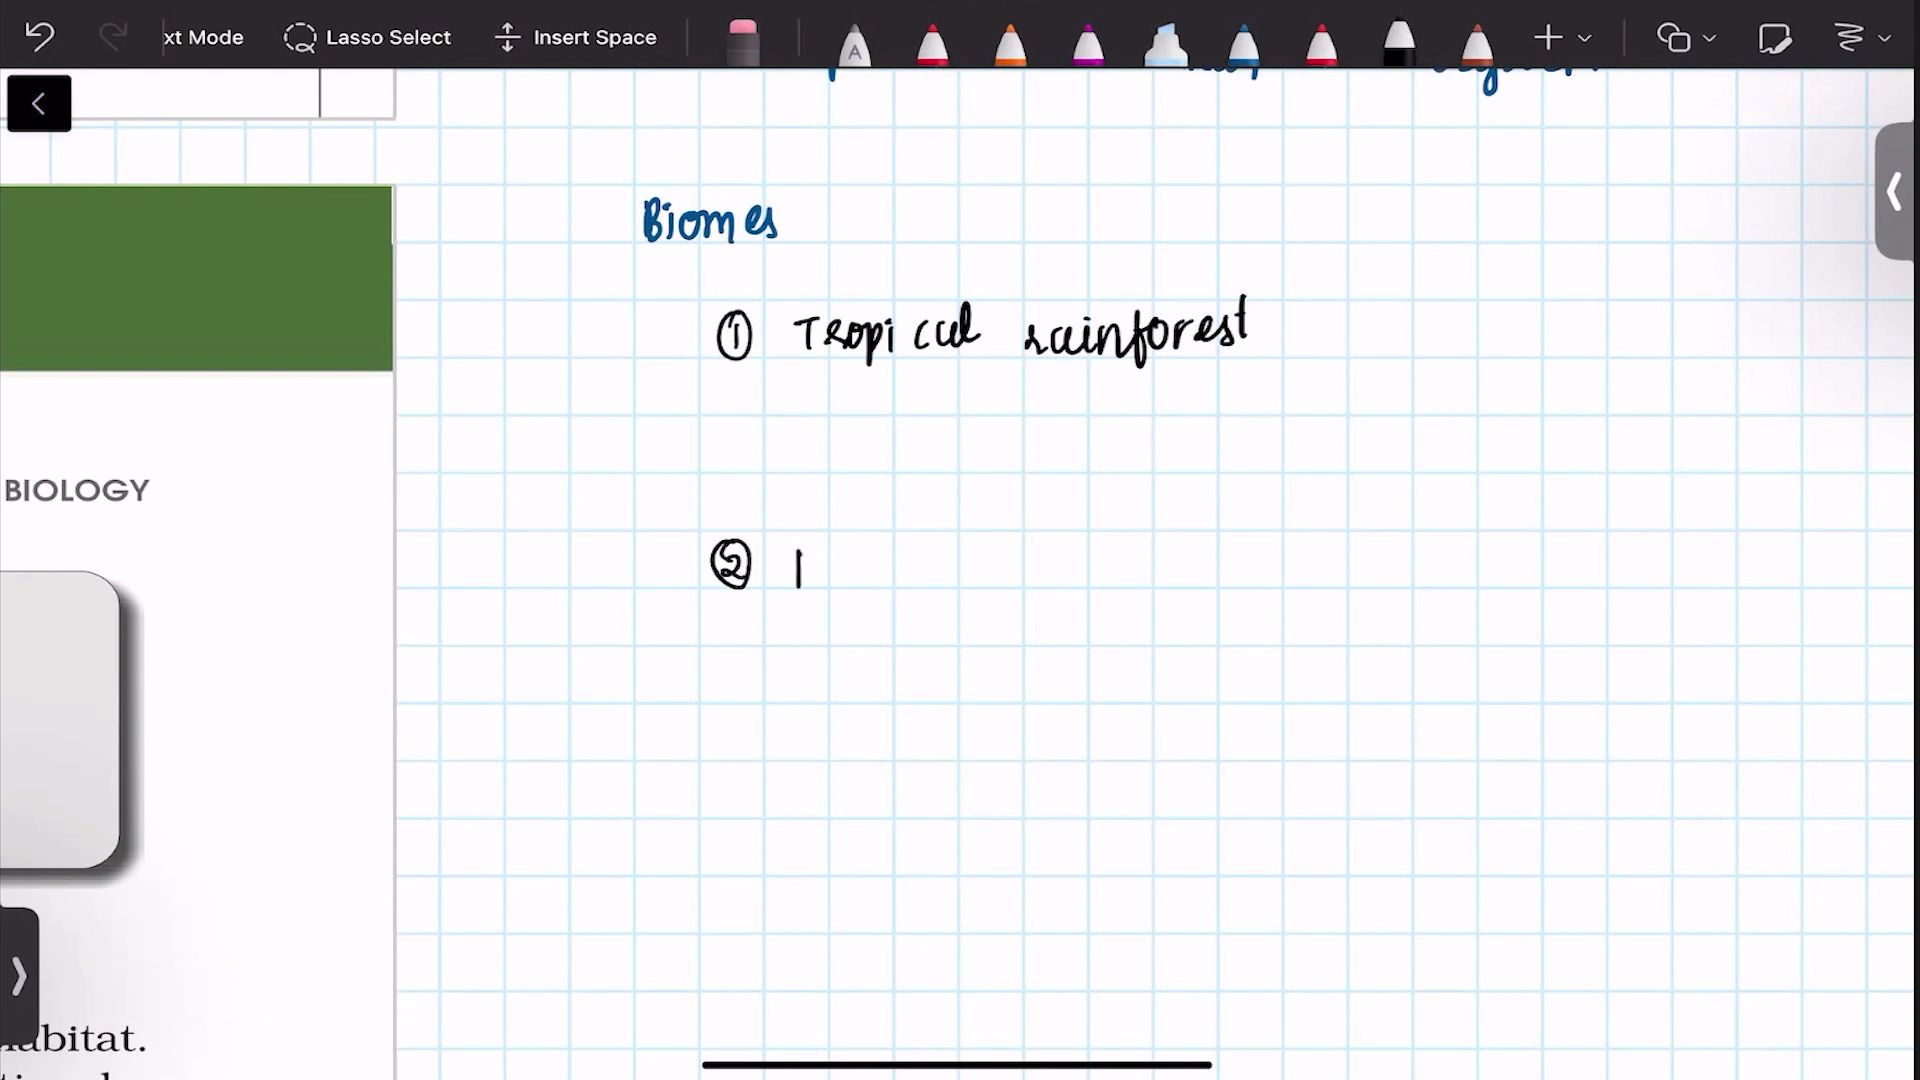 xt Mode Lasso Select Insert Space
A
Biomes
① Tropical rainforest
BIOLOGY
②
abitat.